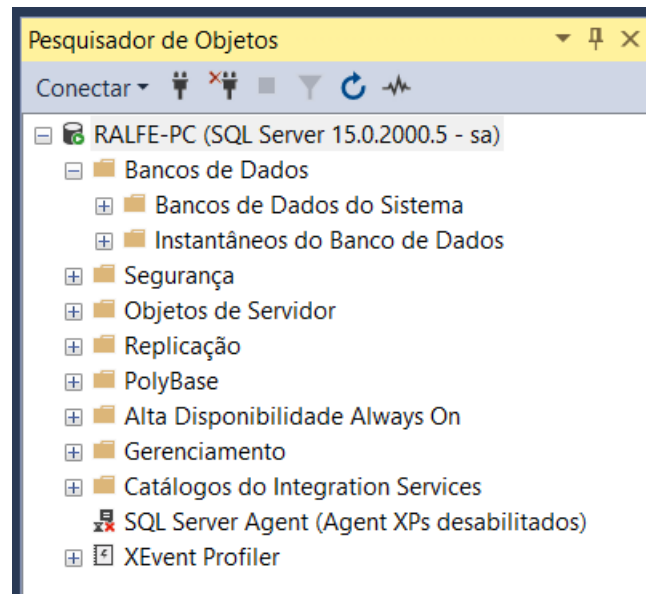 Pesquisador de Objetos
Conectar
RALFE-PC (SQL Server 15.0.2000.5 - sa)
Bancos de Dados
Bancos de Dados do Sistema
Instantâneos do Banco de Dados
Segurança
Objetos de Servidor
Replicação
PolyBase
Alta Disponibilidade Always On
Gerenciamento
Catálogos do Integration Services
SQL Server Agent (Agent XPs desabilitados)
XEvent Profiler